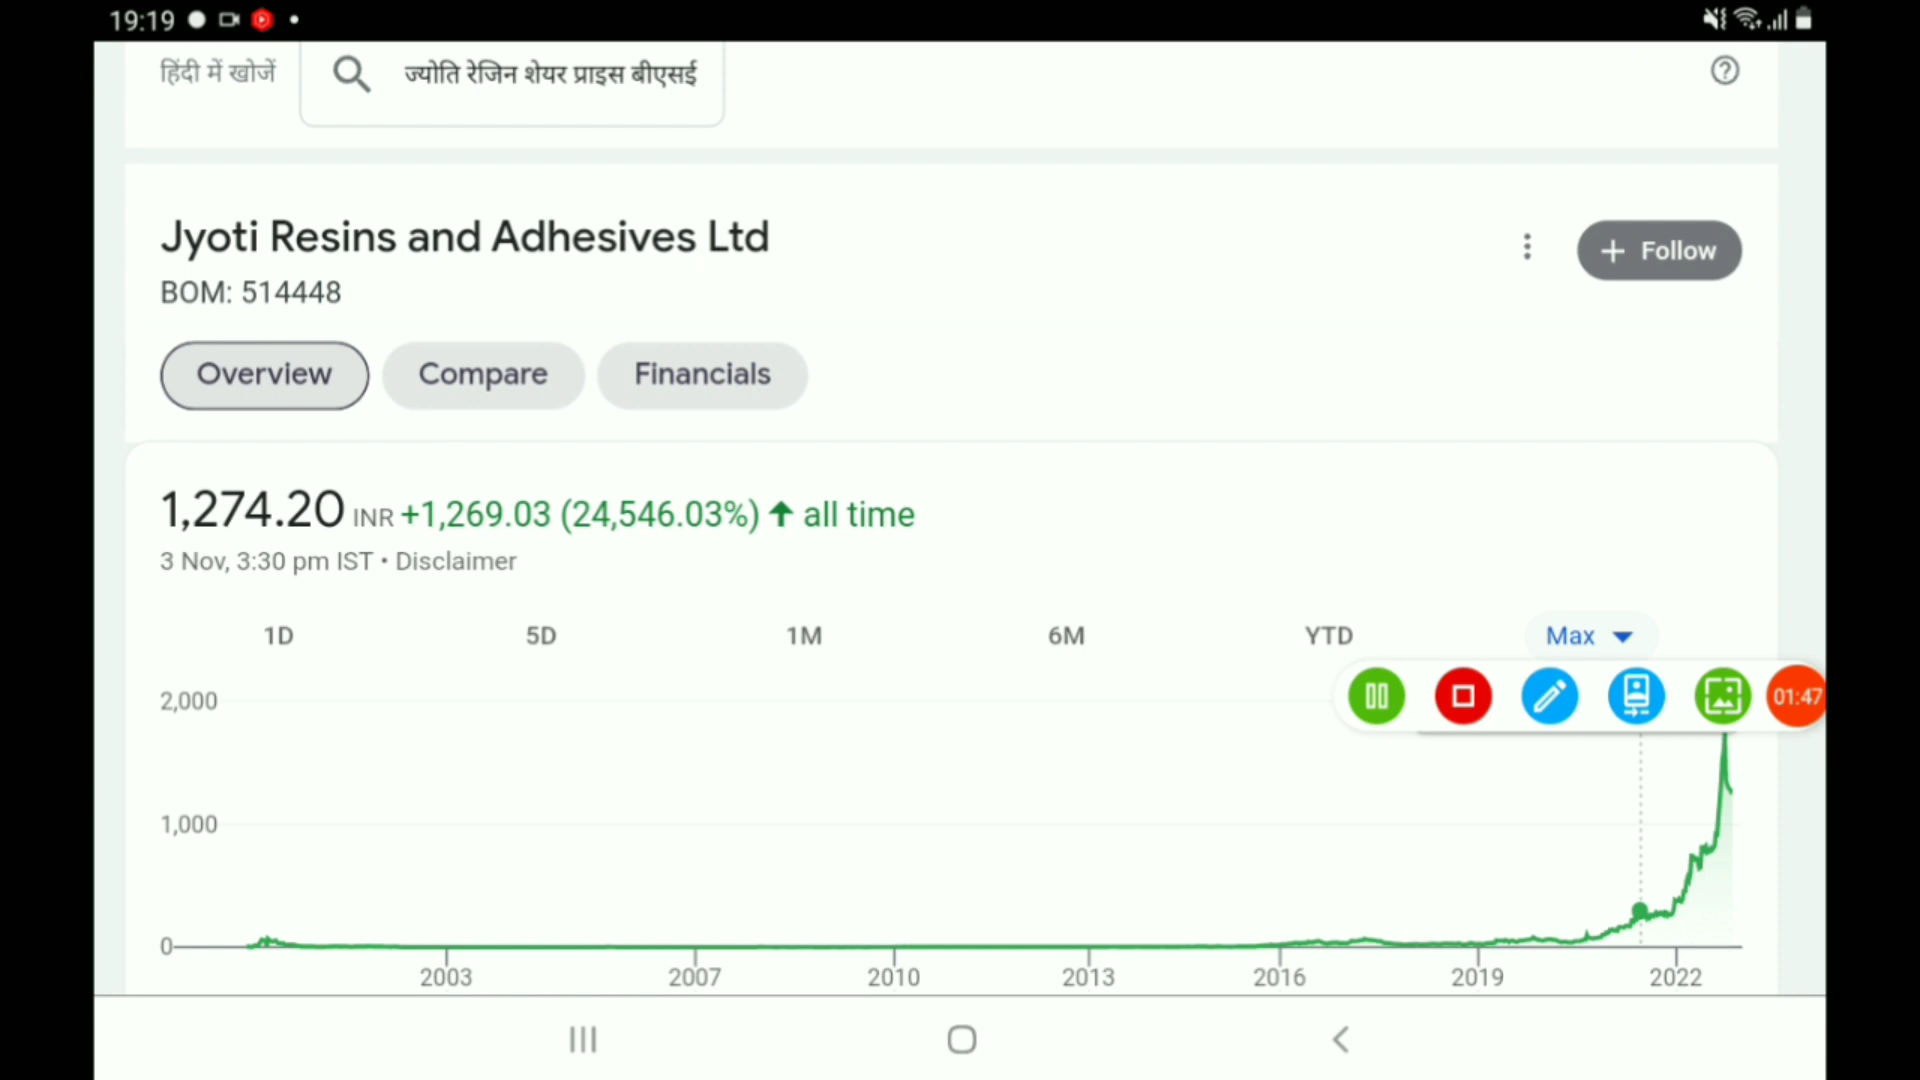 19:19
हिंदी में खोजें
ज्योति रेजिन शेयर प्राइस बीएसई
Jyoti Resins and Adhesives Ltd
BOM: 514448
+ Follow
Overview
Compare
Financials
1,274.20 INR +1,269.03 (24,546.03%) ↑ all time
3 Nov, 3:30 pm IST • Disclaimer
1D 5D 1M 6M YTD Max
01:47
2,000
1,000
0
2003 2007 2010 2013 2016 2019 2022